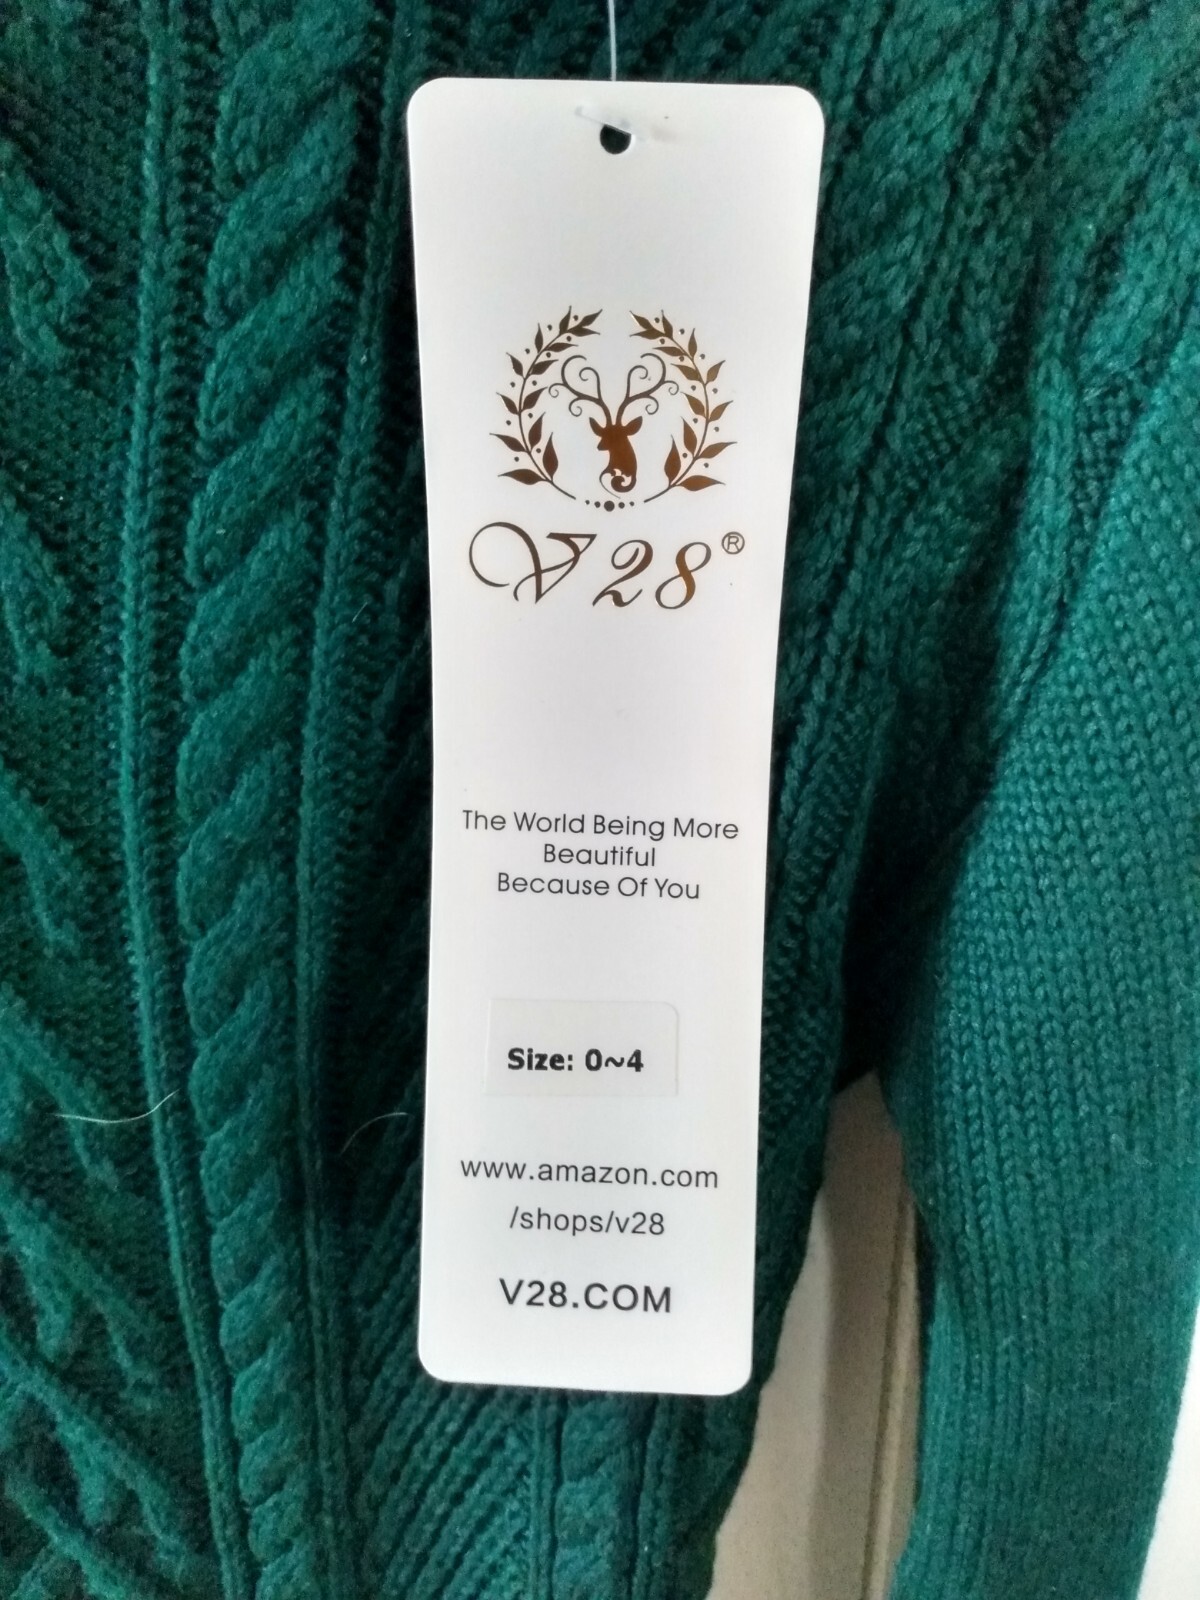 V28®
The World Being More
Beautiful
Because Of You
Size: 0~4
www.amazon.com
/shops/v28
V28.COM